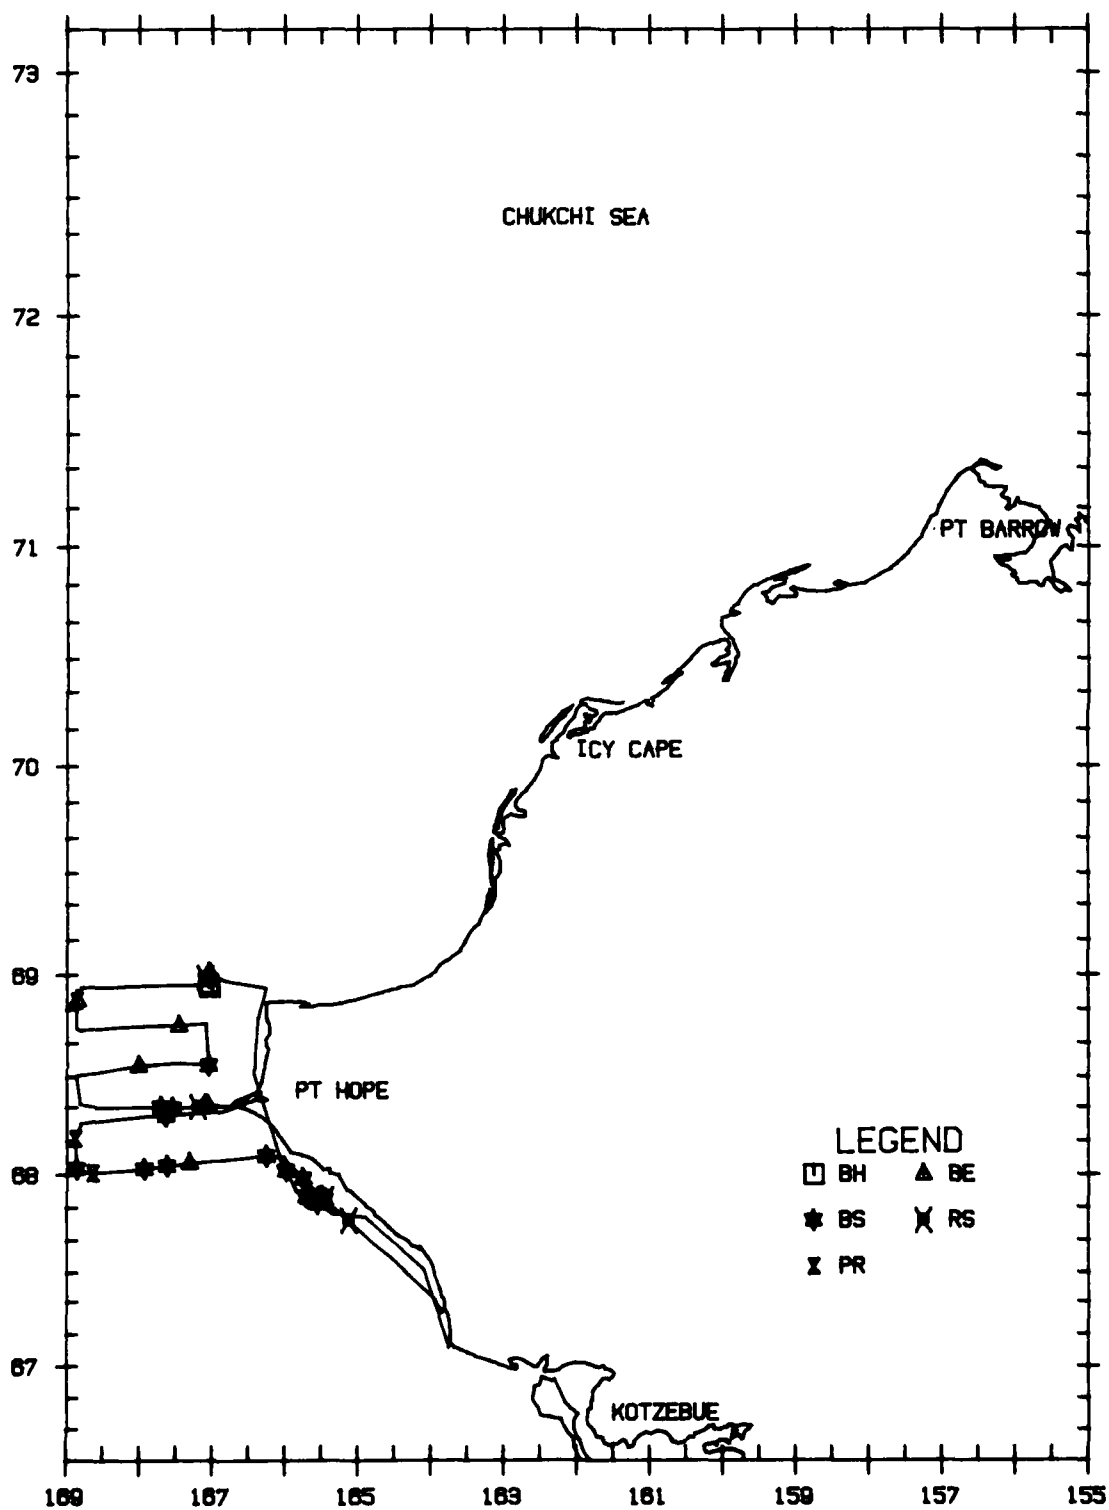 73
CHUKCHI SEA
72
71
PT BARROW
ICY CAPE
70
69
PT HOPE
68
LEGEND
BH BE
BS RS
PR
67
KOTZEBUE
169 167 165 163 161 159 157 155